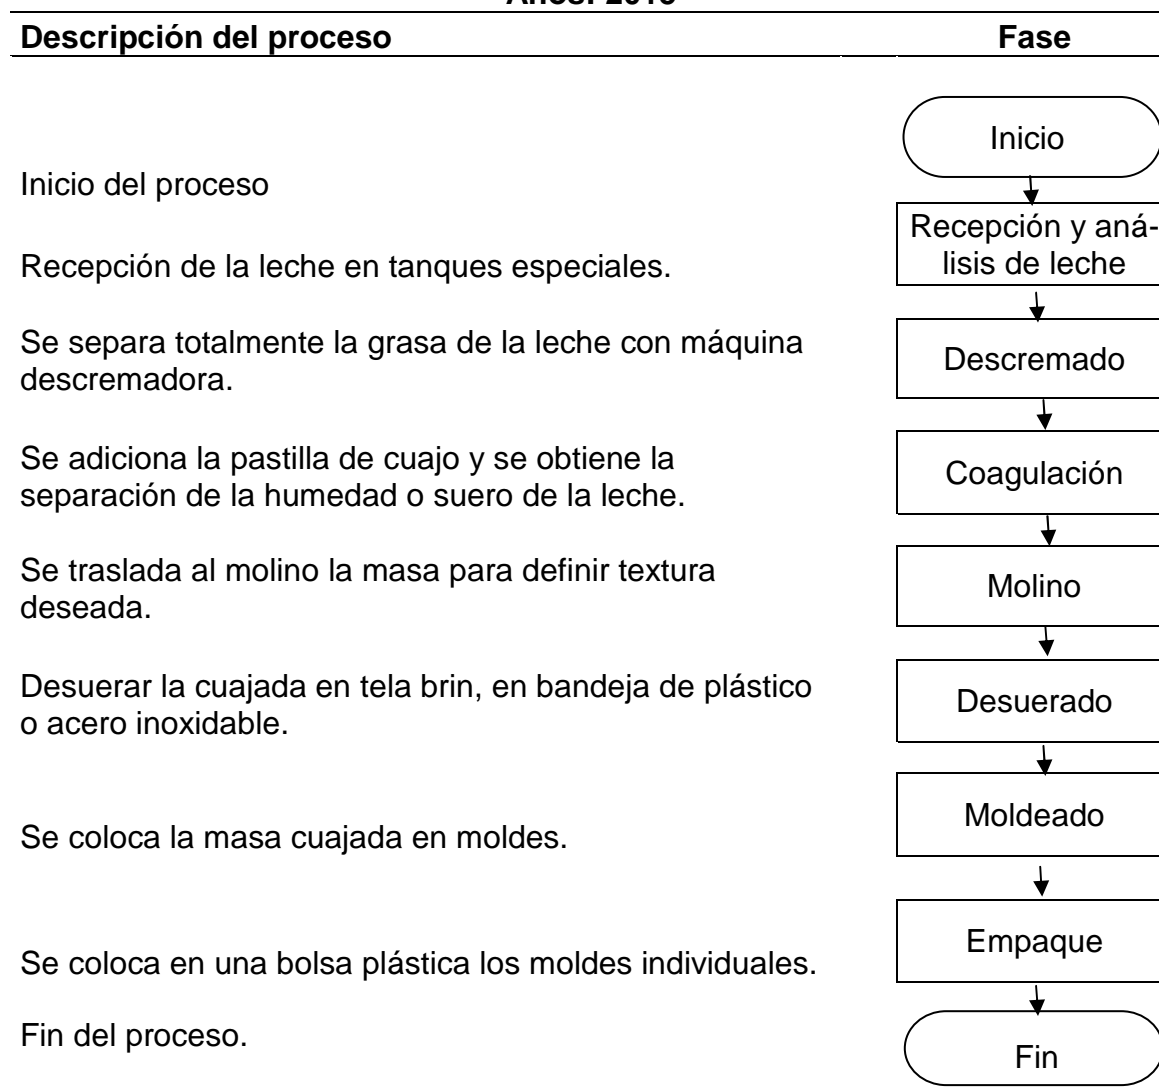 Descripción del proceso Fase
Inicio
Inicio del proceso
Recepción y aná-
lisis de leche
Recepción de la leche en tanques especiales.
Se separa totalmente la grasa de la leche con máquina
descremadora.
Descremado
Se adiciona la pastilla de cuajo y se obtiene la
separación de la humedad o suero de la leche.
Coagulación
Se traslada al molino la masa para definir textura
deseada.
Molino
Desuerar la cuajada en tela brin, en bandeja de plástico
o acero inoxidable.
Desuerado
Moldeado
Se coloca la masa cuajada en moldes.
Empaque
Se coloca en una bolsa plástica los moldes individuales.
Fin del proceso.
Fin